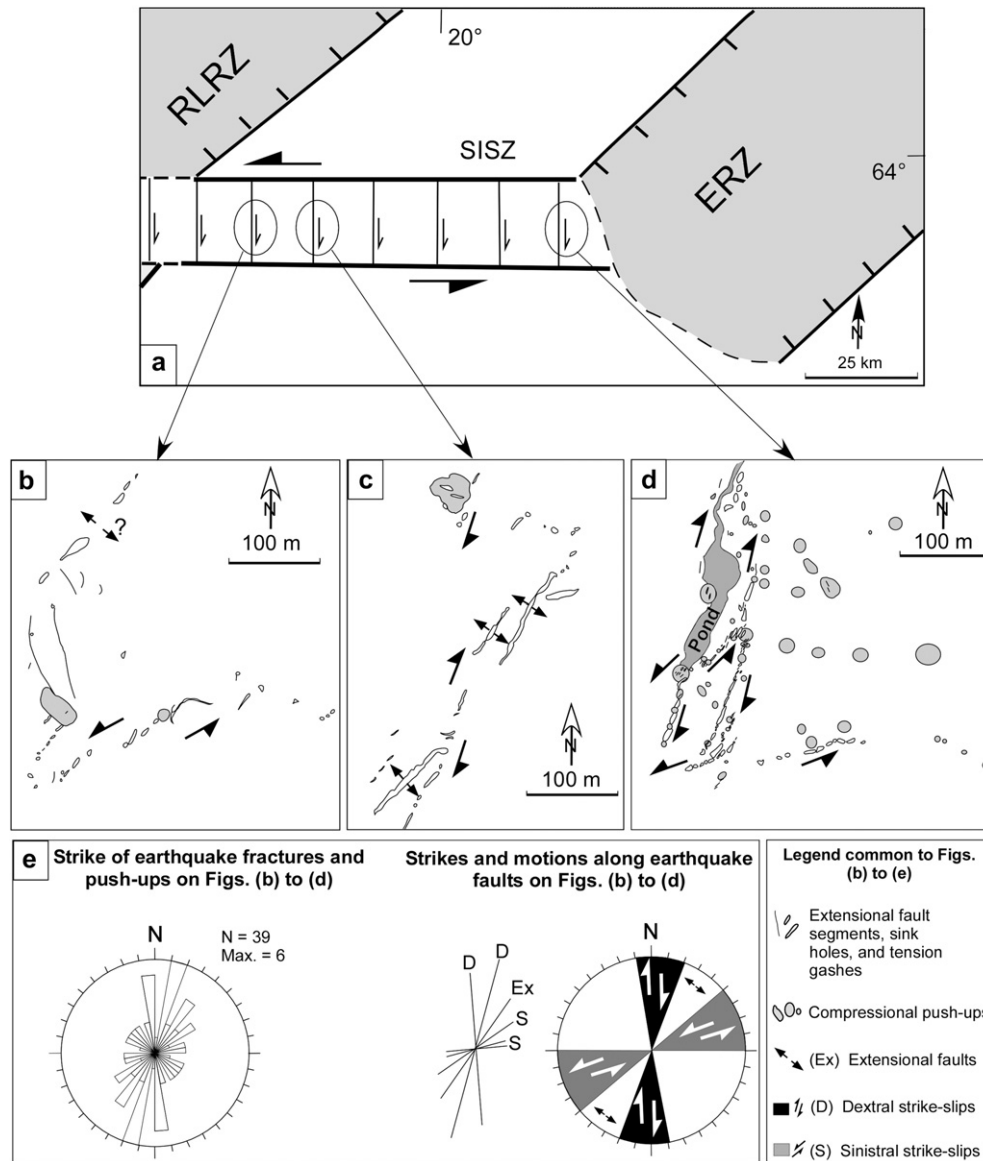 RLRZ
20°
SISZ
ERZ
64°
N
25 km
a
b
N
?
100 m
c
N
100 m
d
N
100 m
Pond
e
Strike of earthquake fractures and
push-ups on Figs. (b) to (d)
N
N = 39
Max. = 6
Strikes and motions along earthquake
faults on Figs. (b) to (d)
D
D
Ex
S
S
N
Legend common to Figs.
(b) to (e)
Extensional fault
segments, sink
holes, and tension
gashes
Compressional push-ups
(Ex) Extensional faults
(D) Dextral strike-slips
(S) Sinistral strike-slips